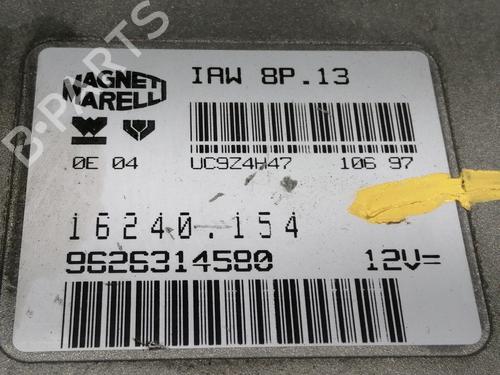 B-PARTS
MAGNETI
MARELLI
IAW 8P.13
0E 04
UC9Z4H47
106 97
16240.154
9626314580
12V=